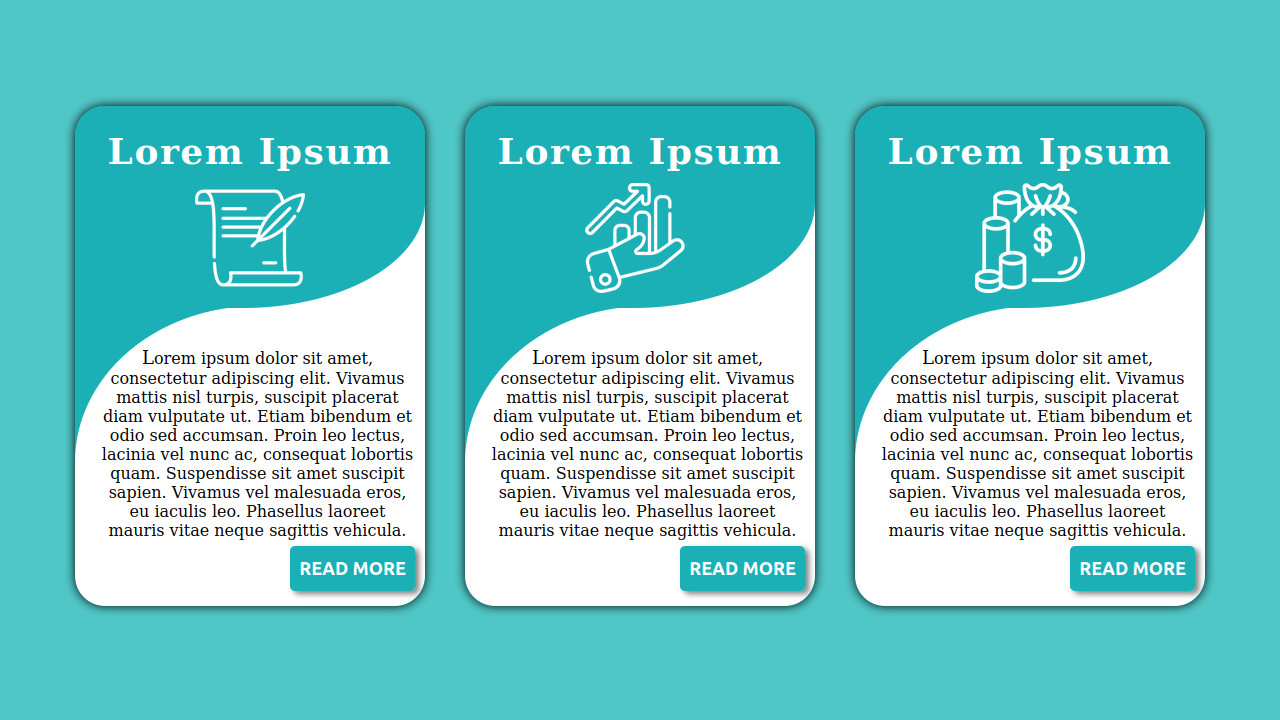 Lorem Ipsum
$
Lorem ipsum dolor sit amet,
consectetur adipiscing elit. Vivamus
mattis nisl turpis, suscipit placerat
diam vulputate ut. Etiam bibendum et
odio sed accumsan. Proin leo lectus,
lacinia vel nunc ac, consequat lobortis
quam. Suspendisse sit amet suscipit
sapien. Vivamus vel malesuada eros,
eu iaculis leo. Phasellus laoreet
mauris vitae neque sagittis vehicula.
READ MORE
Lorem Ipsum
Lorem ipsum dolor sit amet,
consectetur adipiscing elit. Vivamus
mattis nisl turpis, suscipit placerat
diam vulputate ut. Etiam bibendum et
odio sed accumsan. Proin leo lectus,
lacinia vel nunc ac, consequat lobortis
quam. Suspendisse sit amet suscipit
sapien. Vivamus vel malesuada eros,
eu iaculis leo. Phasellus laoreet
mauris vitae neque sagittis vehicula.
READ MORE
Lorem Ipsum
Lorem ipsum dolor sit amet,
consectetur adipiscing elit. Vivamus
mattis nisl turpis, suscipit placerat
diam vulputate ut. Etiam bibendum et
odio sed accumsan. Proin leo lectus,
lacinia vel nunc ac, consequat lobortis
quam. Suspendisse sit amet suscipit
sapien. Vivamus vel malesuada eros,
eu iaculis leo. Phasellus laoreet
mauris vitae neque sagittis vehicula.
READ MORE